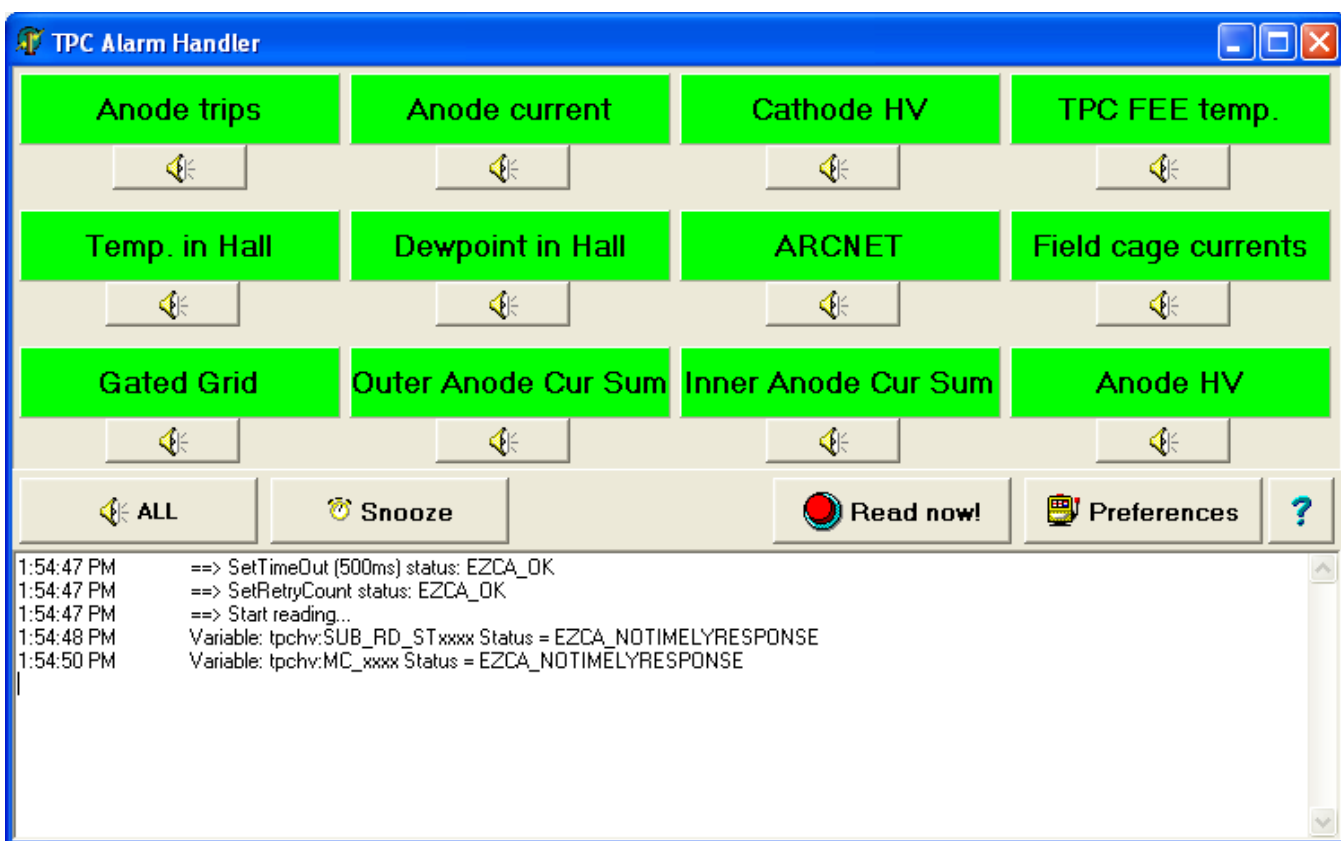 TPC Alarm Handler
Anode trips Anode current Cathode HV TPC FEE temp.
Temp. in Hall Dewpoint in Hall ARCNET Field cage currents
Gated Grid Outer Anode Cur Sum Inner Anode Cur Sum Anode HV
ALL Snooze Read now! Preferences ?
1:54:47 PM ==> SetTimeOut (500ms) status: EZCA_OK
1:54:47 PM ==> SetRetryCount status: EZCA_OK
1:54:47 PM ==> Start reading...
1:54:48 PM Variable: tpchv:SUB_RD_STxxxx Status = EZCA_NOTIMELYRESPONSE
1:54:50 PM Variable: tpchv:MC_xxxx Status = EZCA_NOTIMELYRESPONSE